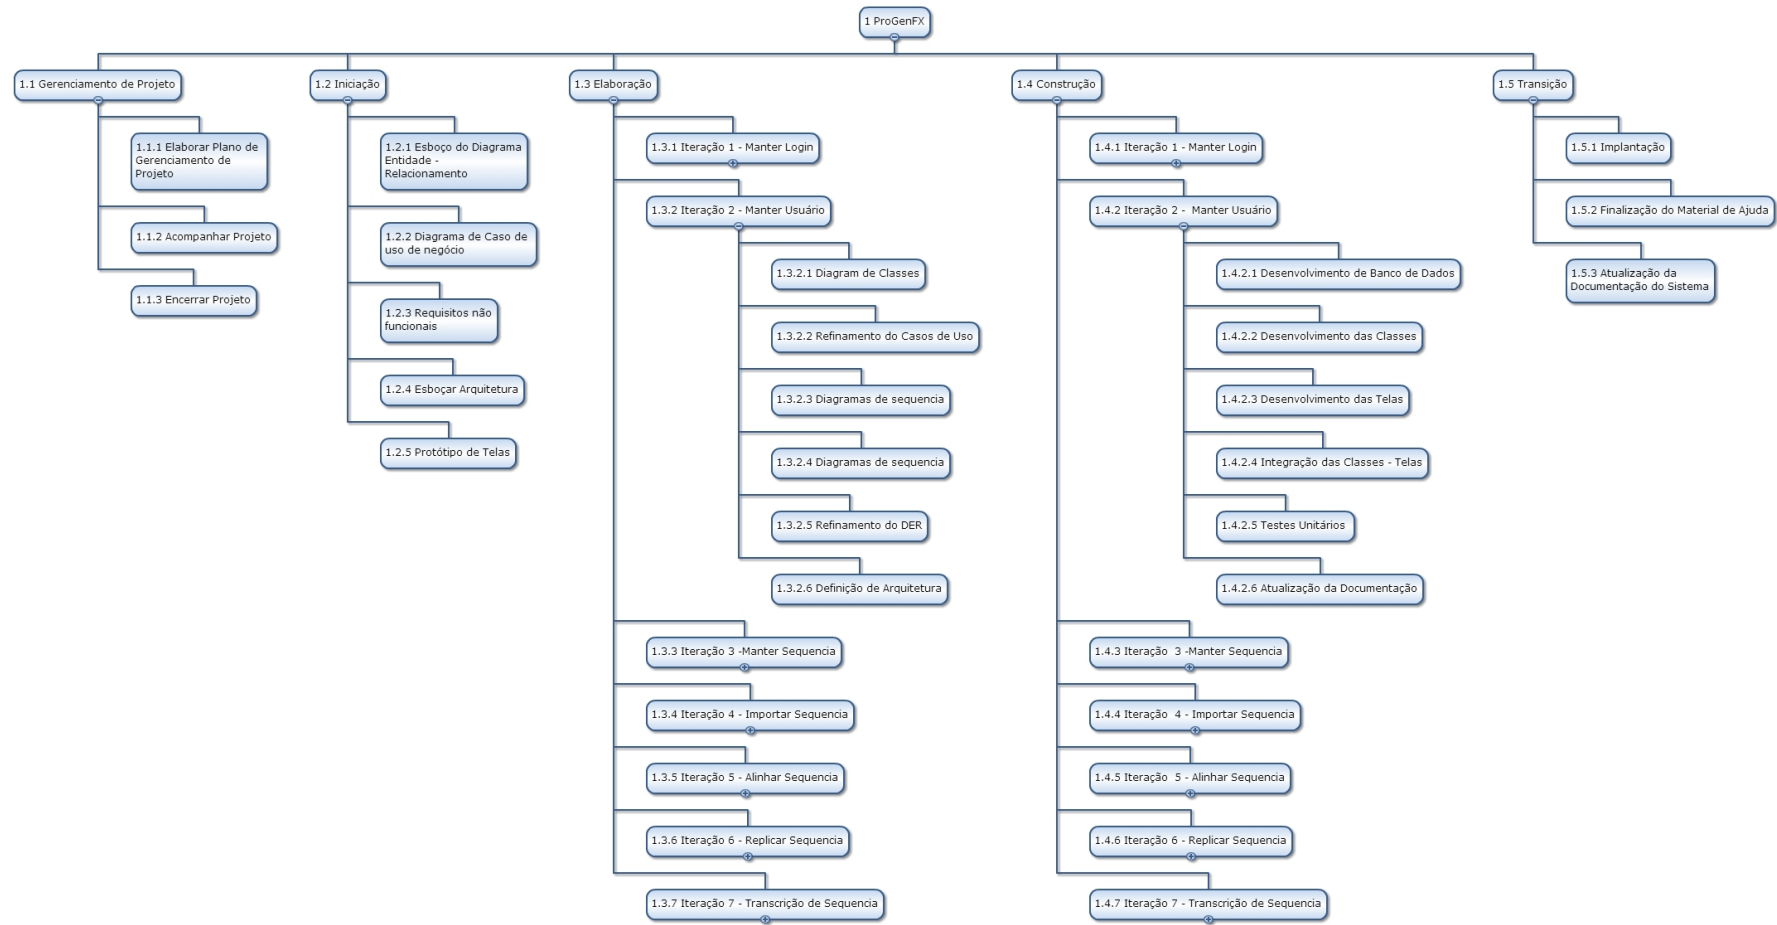 1 ProGenFX
1.1 Gerenciamento de Projeto
1.1.1 Elaborar Plano de
Gerenciamento de
Projeto
1.1.2 Acompanhar Projeto
1.1.3 Encerrar Projeto
1.2 Iniciação
1.2.1 Esboço do Diagrama
Entidade -
Relacionamento
1.2.2 Diagrama de Caso de
uso de negócio
1.2.3 Requisitos não
funcionais
1.2.4 Esboçar Arquitetura
1.2.5 Protótipo de Telas
1.3 Elaboração
1.3.1 Iteração 1 - Manter Login
1.3.2 Iteração 2 - Manter Usuário
1.3.2.1 Diagram de Classes
1.3.2.2 Refinamento do Casos de Uso
1.3.2.3 Diagramas de sequencia
1.3.2.4 Diagramas de sequencia
1.3.2.5 Refinamento do DER
1.3.2.6 Definição de Arquitetura
1.3.3 Iteração 3 -Manter Sequencia
1.3.4 Iteração 4 - Importar Sequencia
1.3.5 Iteração 5 - Alinhar Sequencia
1.3.6 Iteração 6 - Replicar Sequencia
1.3.7 Iteração 7 - Transcrição de Sequencia
1.4 Construção
1.4.1 Iteração 1 - Manter Login
1.4.2 Iteração 2 -  Manter Usuário
1.4.2.1 Desenvolvimento de Banco de Dados
1.4.2.2 Desenvolvimento das Classes
1.4.2.3 Desenvolvimento das Telas
1.4.2.4 Integração das Classes - Telas
1.4.2.5 Testes Unitários
1.4.2.6 Atualização da Documentação
1.4.3 Iteração  3 -Manter Sequencia
1.4.4 Iteração  4 - Importar Sequencia
1.4.5 Iteração  5 - Alinhar Sequencia
1.4.6 Iteração 6 - Replicar Sequencia
1.4.7 Iteração 7 - Transcrição de Sequencia
1.5 Transição
1.5.1 Implantação
1.5.2 Finalização do Material de Ajuda
1.5.3 Atualização da
Documentação do Sistema